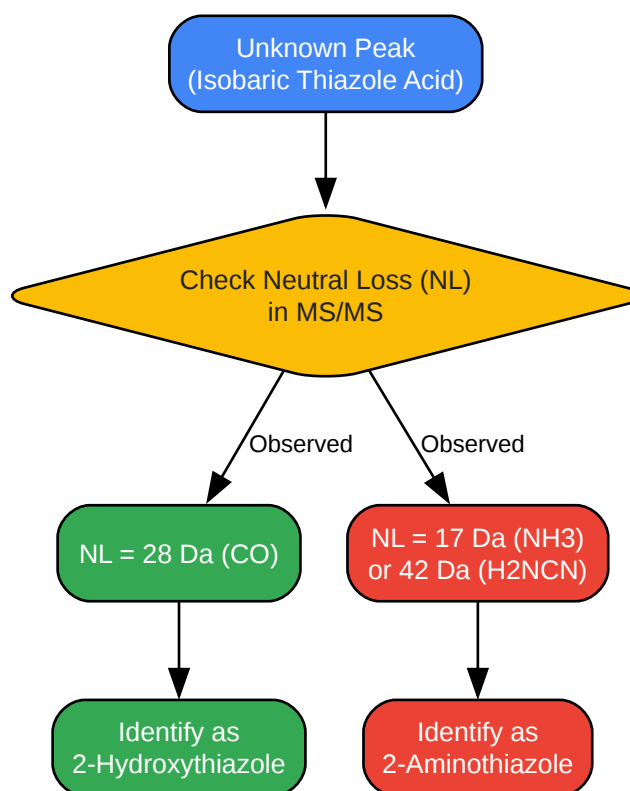 Unknown Peak
(Isobaric Thiazole Acid)
Check Neutral Loss (NL)
in MS/MS
Observed
Observed
NL = 28 Da (CO)
NL = 17 Da (NH3)
or 42 Da (H2NCN)
Identify as
2-Hydroxythiazole
Identify as
2-Aminothiazole